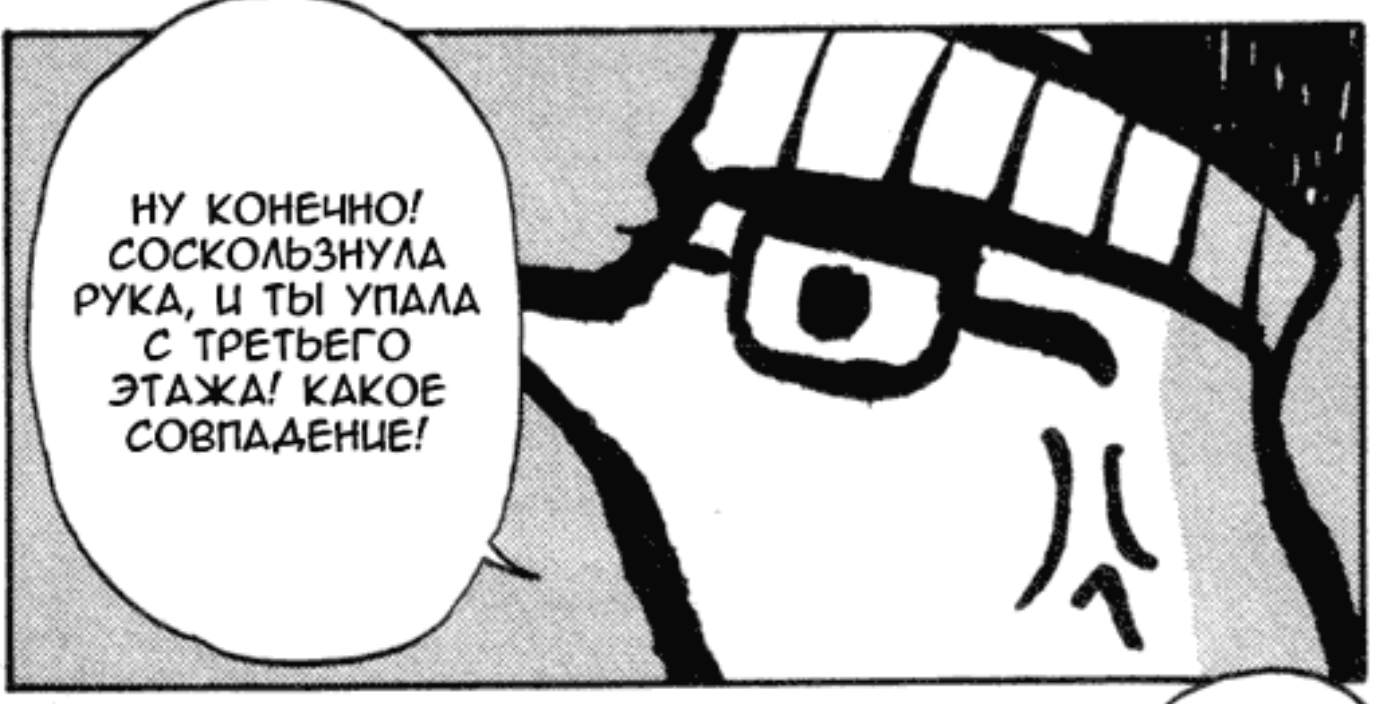 НУ КОНЕЧНО!
СОСКОЛЬЗНУЛА
РУКА, И ТЫ УПАЛА
С ТРЕТЬЕГО
ЭТАЖА! КАКОЕ
СОВПАДЕНИЕ!